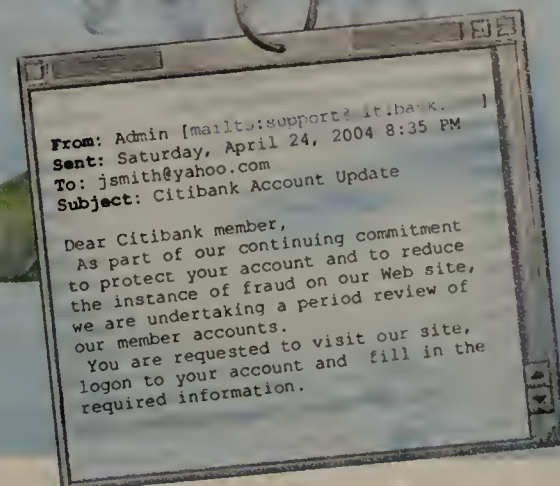 From: Admin
Sent: Saturday, April 24, 2004 8:35 PM
To: jsmith@yahoo.com
Subject: Citibank Account Update
Dear Citibank member,
As part of our continuing commitment
to protect your account and to reduce
the instance of fraud on our Web site,
we are undertaking a period review of
our member accounts.
You are requested to visit our site,
logon to your account and fill in the
required information.